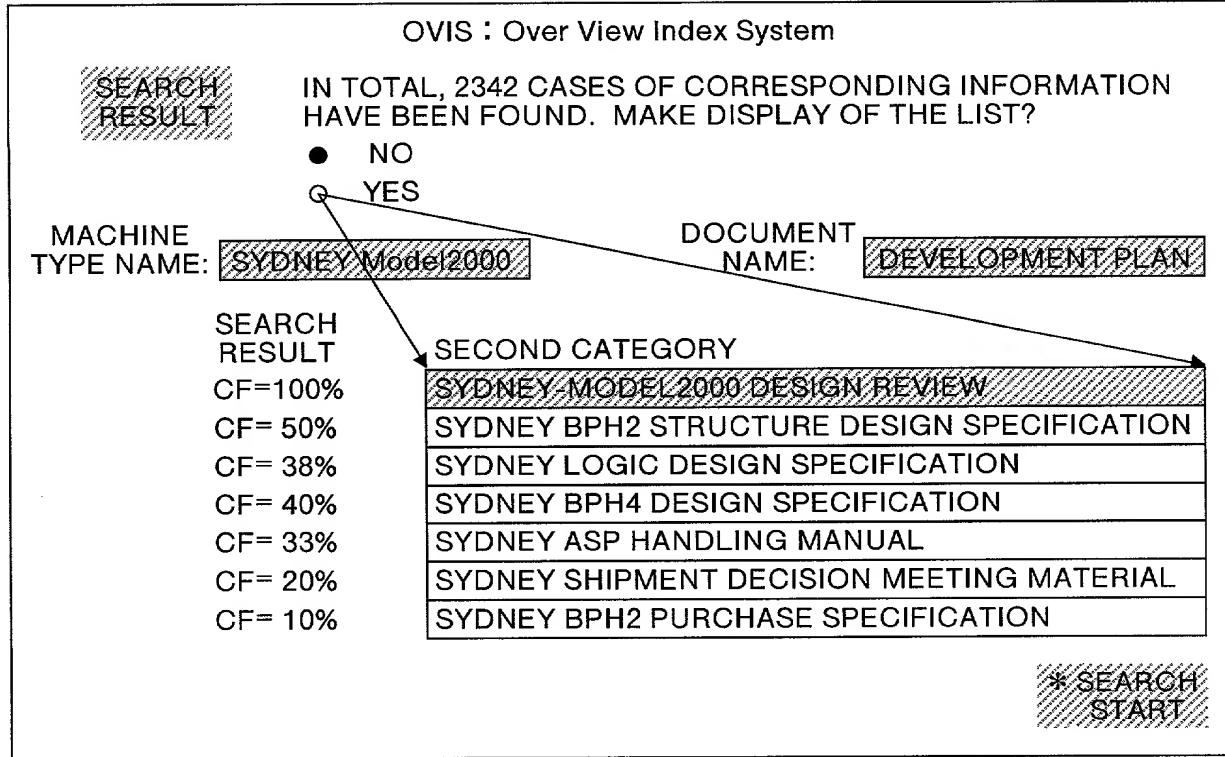 OVIS : Over View Index System
SEARCH
RESULT
IN TOTAL, 2342 CASES OF CORRESPONDING INFORMATION
HAVE BEEN FOUND. MAKE DISPLAY OF THE LIST?
NO
YES
MACHINE
TYPE NAME:
SYDNEY Model2000
DOCUMENT
NAME:
DEVELOPMENT PLAN
SEARCH
RESULT
SECOND CATEGORY
CF=100% SYDNEY-MODEL2000 DESIGN REVIEW
CF= 50% SYDNEY BPH2 STRUCTURE DESIGN SPECIFICATION
CF= 38% SYDNEY LOGIC DESIGN SPECIFICATION
CF= 40% SYDNEY BPH4 DESIGN SPECIFICATION
CF= 33% SYDNEY ASP HANDLING MANUAL
CF= 20% SYDNEY SHIPMENT DECISION MEETING MATERIAL
CF= 10% SYDNEY BPH2 PURCHASE SPECIFICATION
* SEARCH
START